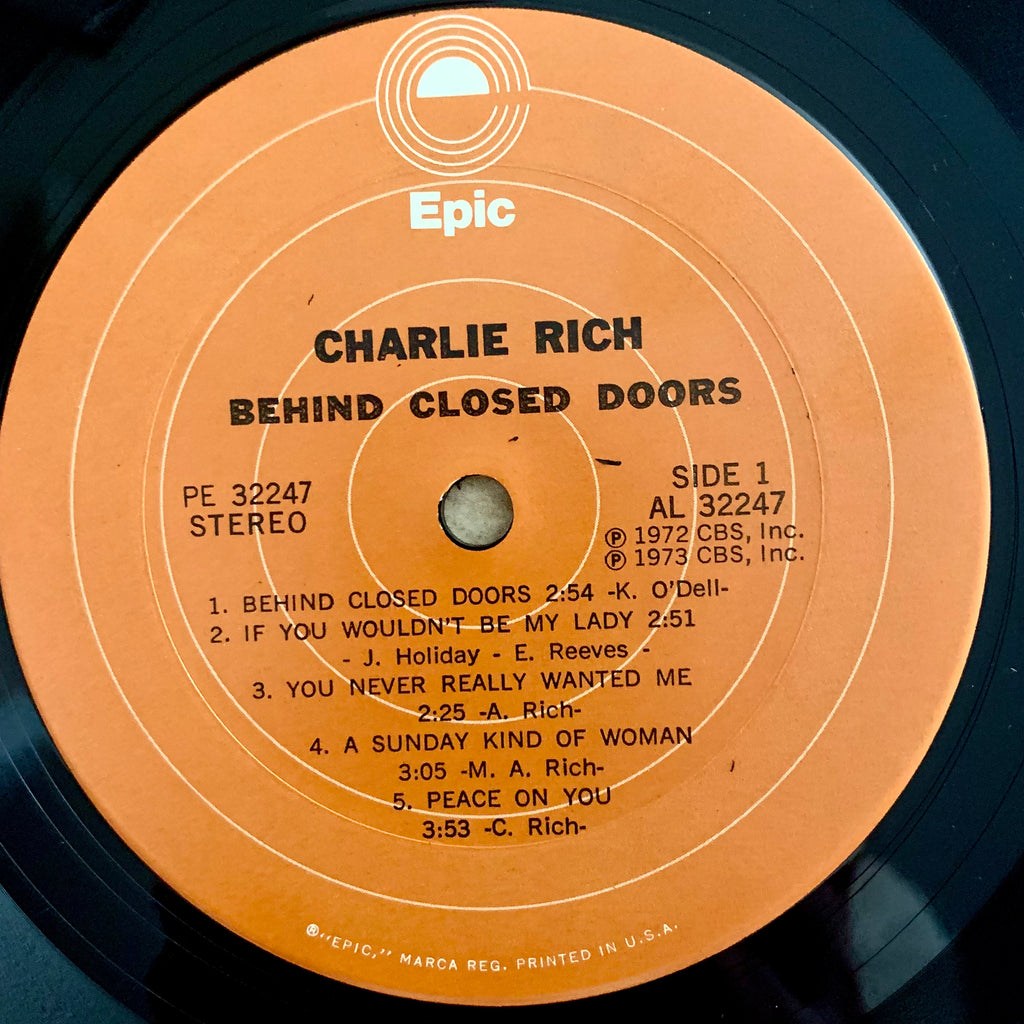 Epic
CHARLIE RICH
BEHIND CLOSED DOORS
PE 32247
STEREO
SIDE 1
AL 32247
℗ 1972 CBS, Inc.
℗ 1973 CBS, Inc.
1. BEHIND CLOSED DOORS 2:54 -K. O'Dell-
2. IF YOU WOULDN'T BE MY LADY 2:51
- J. Holiday - E. Reeves -
3. YOU NEVER REALLY WANTED ME
2:25 -A. Rich-
4. A SUNDAY KIND OF WOMAN
3:05 -M. A. Rich-
5. PEACE ON YOU
3:53 -C. Rich-
®"EPIC," MARCA REG. PRINTED IN U.S.A.